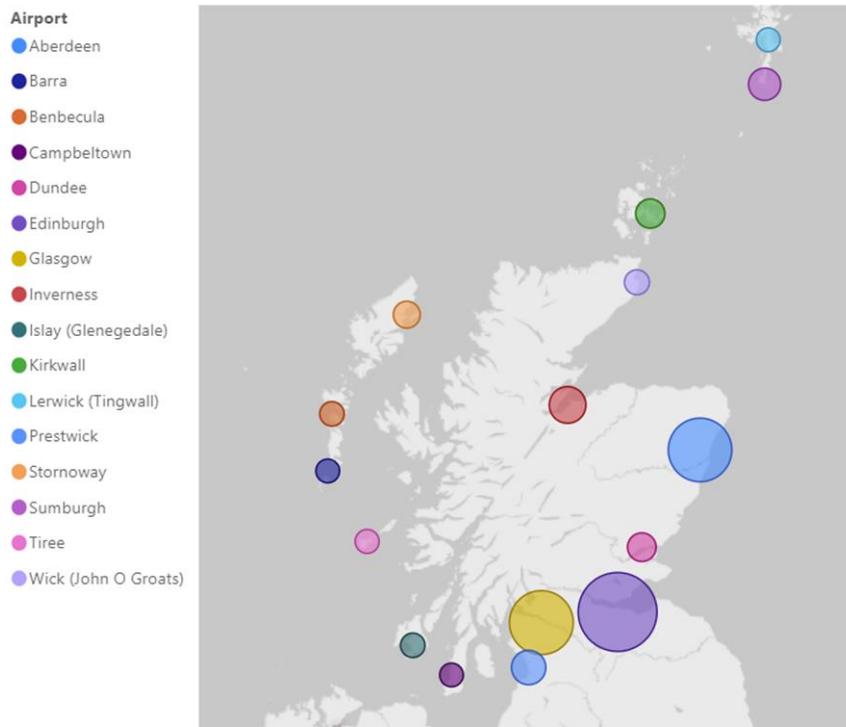 Airport
Aberdeen
Barra
Benbecula
Campbeltown
Dundee
Edinburgh
Glasgow
Inverness
Islay (Glenegedale)
Kirkwall
Lerwick (Tingwall)
Prestwick
Stornoway
Sumburgh
Tiree
Wick (John O Groats)